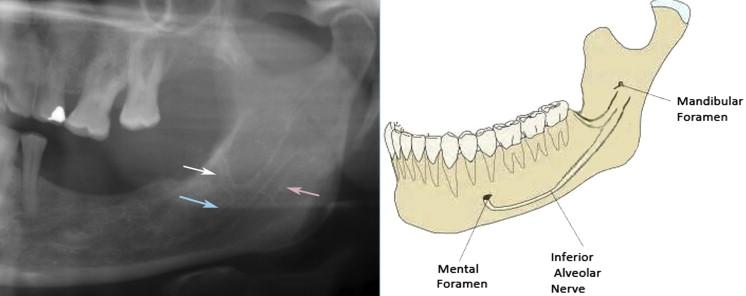 Mandibular
Foramen
Mental
Foramen
Inferior
Alveolar
Nerve